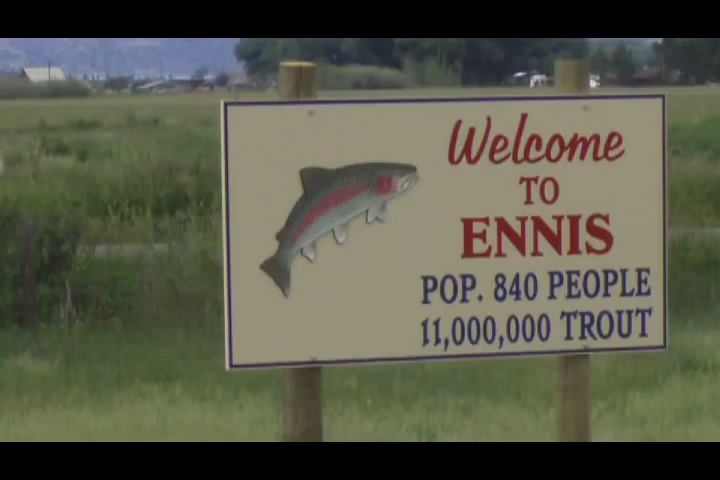 Welcome
TO
ENNIS
POP. 840 PEOPLE
11,000,000 TROUT